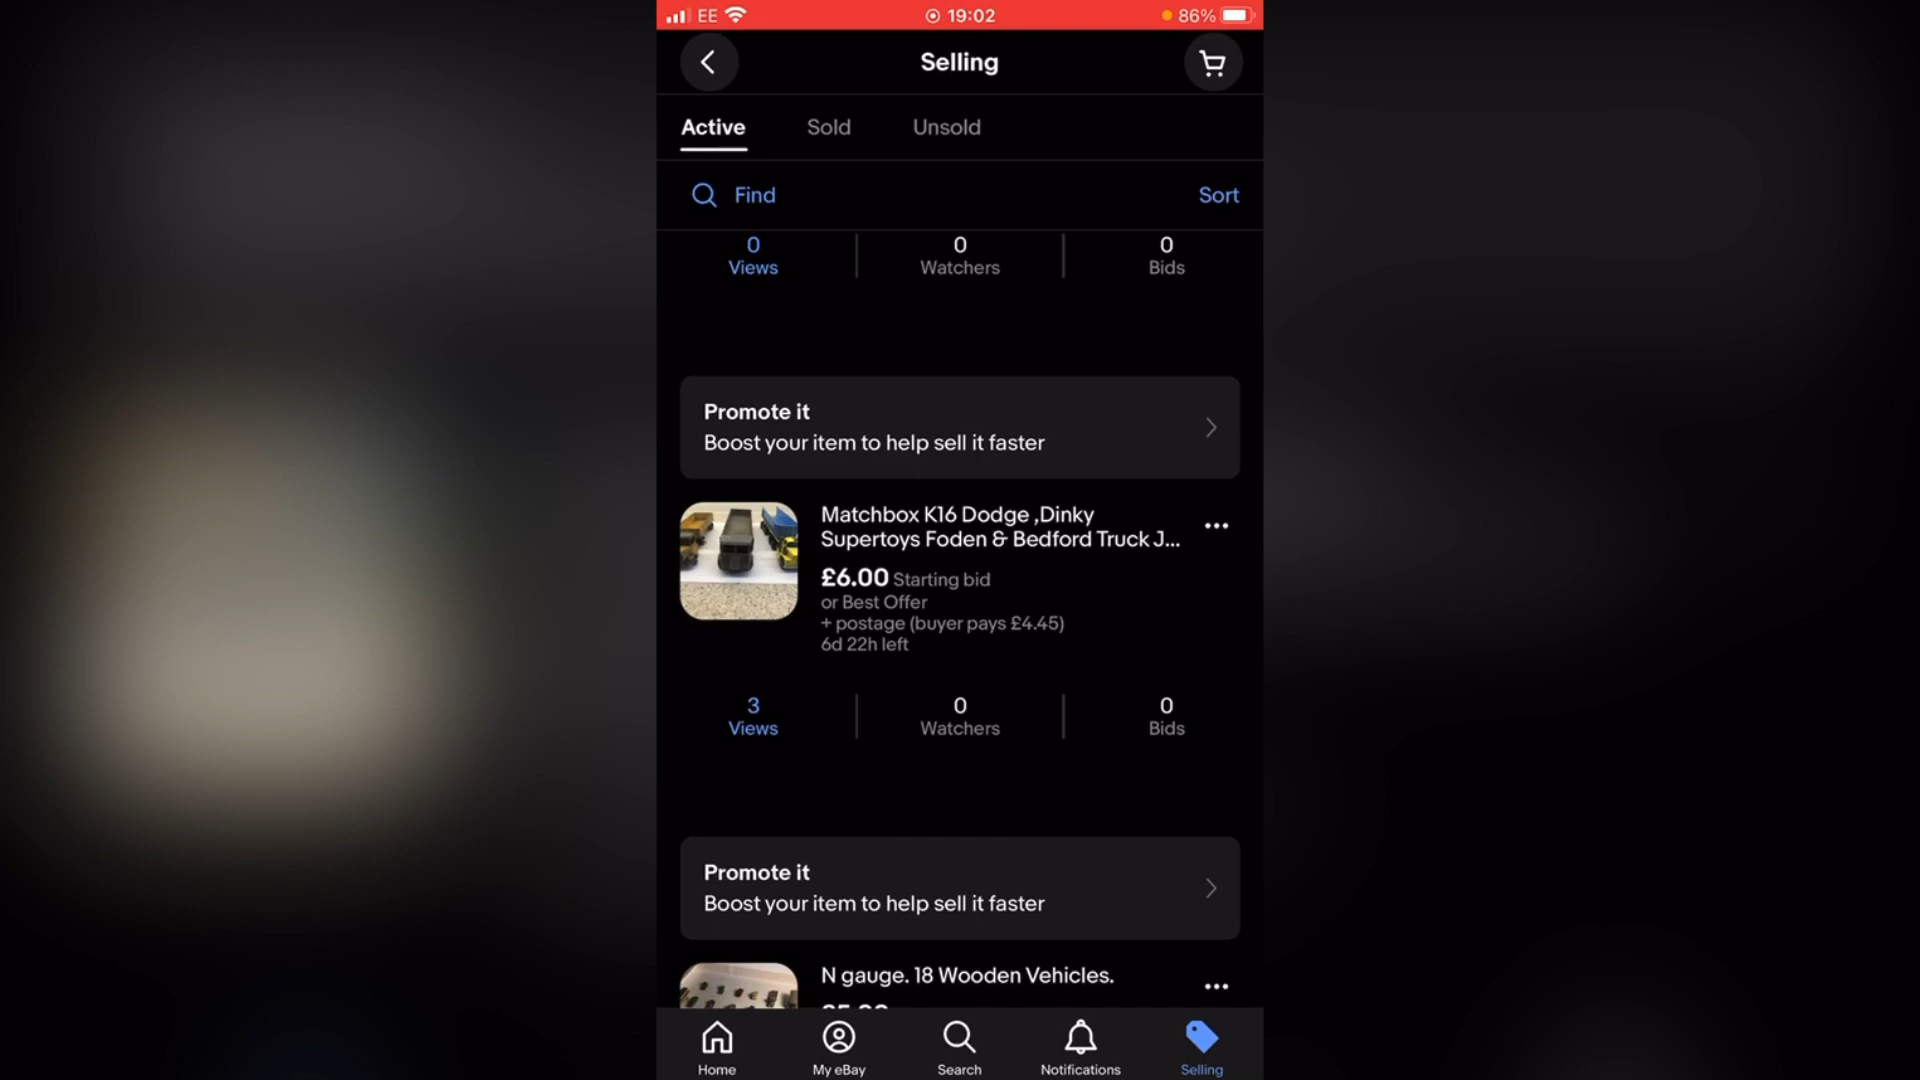 EE 19:02 86%
Selling
Active Sold Unsold
Find Sort
0 0 0
Views Watchers Bids
Promote it
Boost your item to help sell it faster
Matchbox K16 Dodge ,Dinky
Supertoys Foden & Bedford Truck J...
£6.00 Starting bid
or Best Offer
+ postage (buyer pays £4.45)
6d 22h left
3 0 0
Views Watchers Bids
Promote it
Boost your item to help sell it faster
N gauge. 18 Wooden Vehicles.
Home My eBay Search Notifications Selling